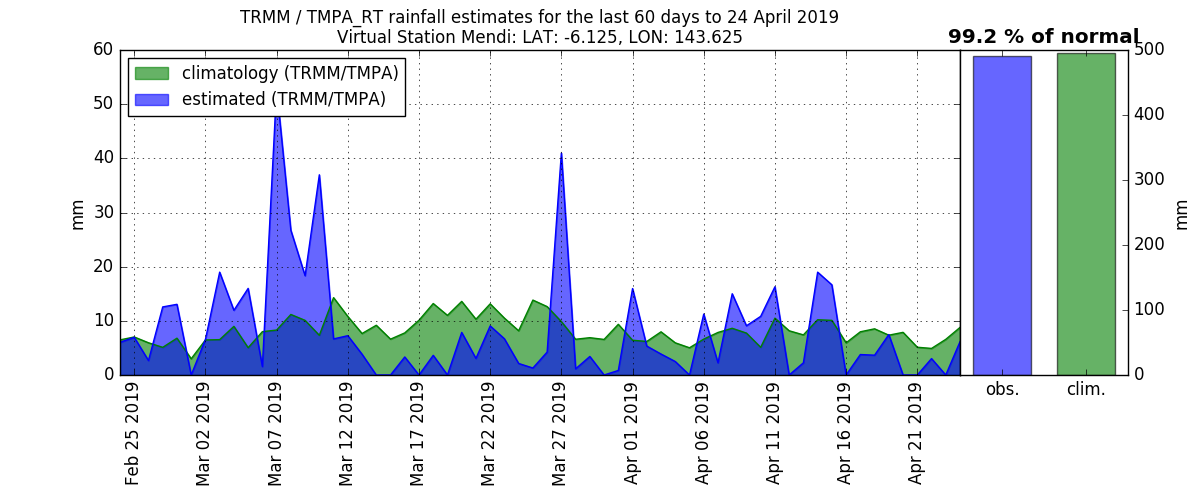 TRMM / TMPA_RT rainfall estimates for the last 60 days to 24 April 2019
Virtual Station Mendi: LAT: -6.125, LON: 143.625
99.2 % of normal
climatology (TRMM/TMPA)
estimated (TRMM/TMPA)
60
50
40
30
20
10
0
mm
Feb 25 2019
Mar 02 2019
Mar 07 2019
Mar 12 2019
Mar 17 2019
Mar 22 2019
Mar 27 2019
Apr 01 2019
Apr 06 2019
Apr 11 2019
Apr 16 2019
Apr 21 2019
obs.
clim.
500
400
300
200
100
0
mm